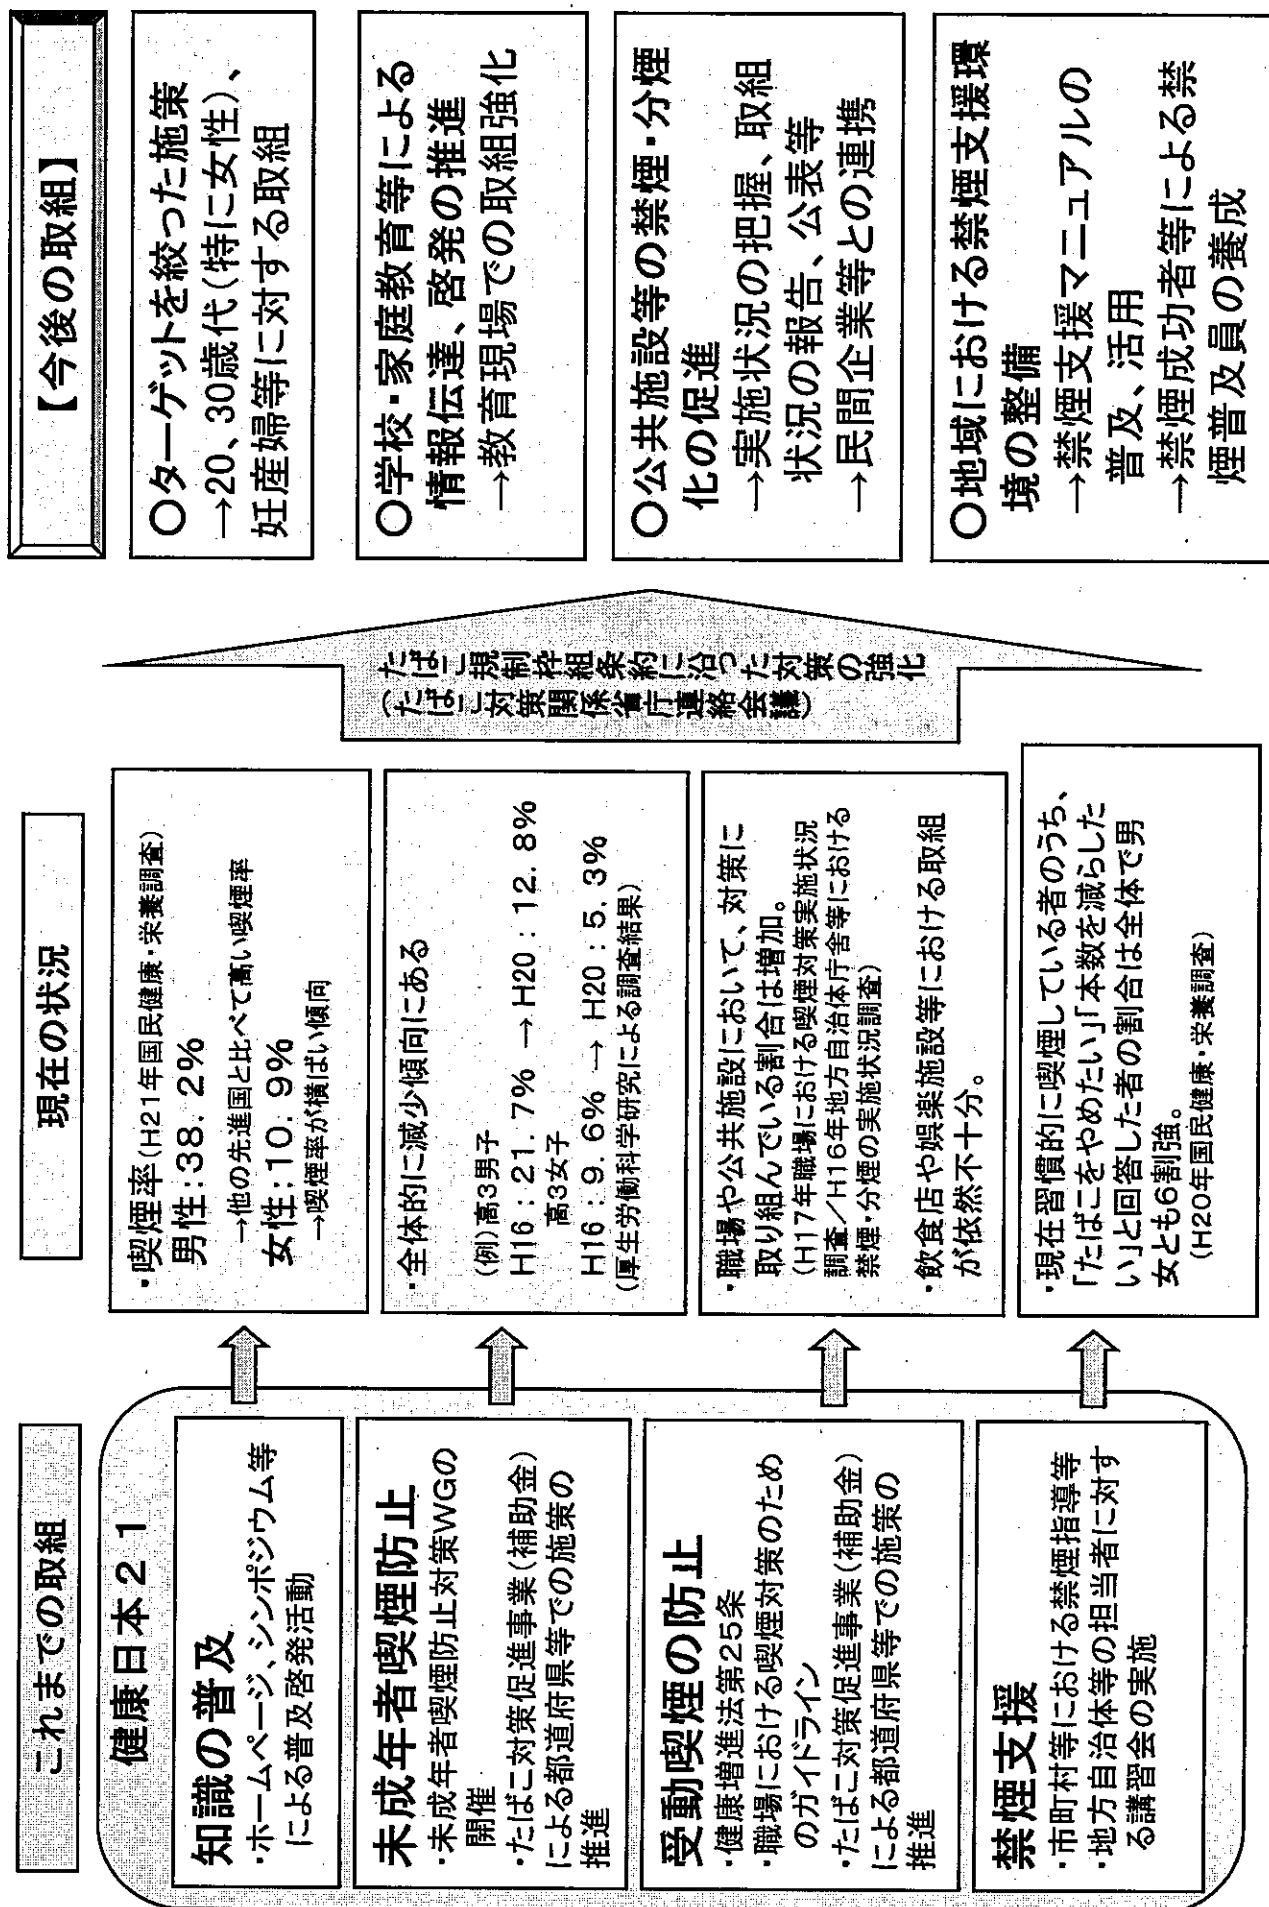 これまでの取組
健康日本21
知識の普及
・ホームページ、シンポジウム等
による普及啓発活動
未成年者喫煙防止
・未成年者喫煙防止対策WGの
開催
・たばこ対策促進事業(補助金)
による都道府県等での施策の
推進
受動喫煙の防止
・健康増進法第25条
・職場における喫煙対策のため
のガイドライン
・たばこ対策促進事業(補助金)
による都道府県等での施策の
推進
禁煙支援
・市町村等における禁煙指導等
・地方自治体等の担当者に対す
る講習会の実施
現在の状況
・喫煙率(H21年国民健康・栄養調査)
男性:38.2%
→他の先進国と比べて高い喫煙率
女性:10.9%
→喫煙率が横ばい傾向
・全体的に減少傾向にある
(例)高3男子
H16:21.7% → H20:12.8%
高3女子
H16:9.6% → H20:5.3%
(厚生労働科学研究による調査結果)
・職場や公共施設において、対策に
取り組んでいる割合は増加。
(H17年職場における喫煙対策実施状況
調査/H16年地方自治体庁舎等における
禁煙・分煙の実施状況調査)
・飲食店や娯楽施設等における取組
が依然不十分。
・現在習慣的に喫煙している者のうち、
「たばこをやめたい」「本数を減らした
い」と回答した者の割合は全体で男
女とも6割強。
(H20年国民健康・栄養調査)
たばこ規制枠組条約に沿った対策の強化
(たばこ対策関係省庁連絡会議)
【今後の取組】
○ターゲットを絞った施策
→20、30歳代(特に女性)、
妊産婦等に対する取組
○学校・家庭教育等による
情報伝達、啓発の推進
→教育現場での取組強化
○公共施設等の禁煙・分煙
化の促進
→実施状況の把握、取組
状況の報告、公表等
→民間企業等との連携
○地域における禁煙支援環
境の整備
→禁煙支援マニュアルの
普及、活用
→禁煙成功者等による禁
煙普及員の養成